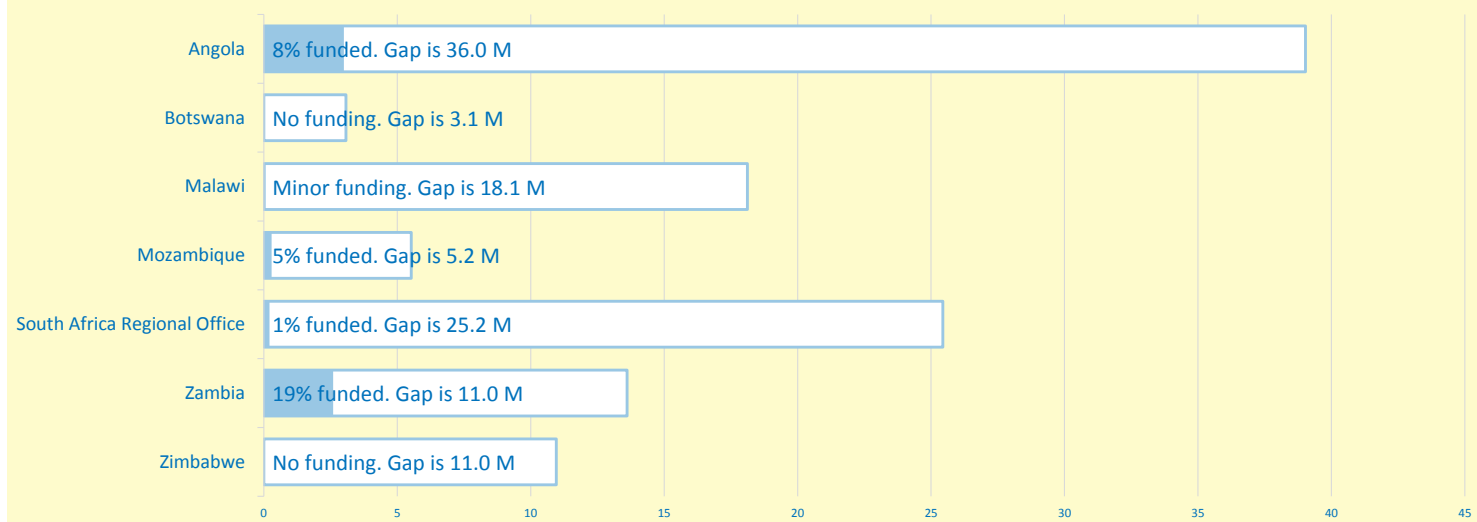 Angola 8% funded. Gap is 36.0 M
Botswana No funding. Gap is 3.1 M
Malawi Minor funding. Gap is 18.1 M
Mozambique 5% funded. Gap is 5.2 M
South Africa Regional Office 1% funded. Gap is 25.2 M
Zambia 19% funded. Gap is 11.0 M
Zimbabwe No funding. Gap is 11.0 M
0 5 10 15 20 25 30 35 40 45